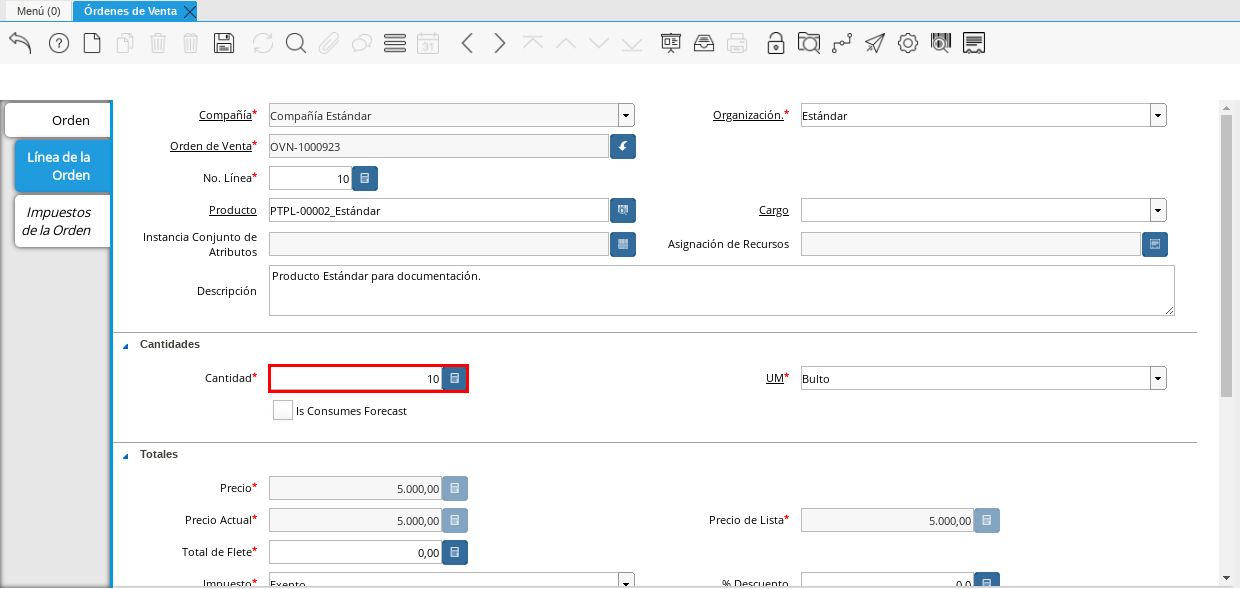 Menú (0)
Órdenes de Venta
31
Orden
Línea de la
Orden
Impuestos
de la Orden
Compañía* Compañía Estándar
Organización.* Estándar
Orden de Venta* OVN-1000923
No. Línea* 10
Producto PTPL-00002_Estándar
Cargo
Instancia Conjunto de
Atributos
Asignación de Recursos
Descripción Producto Estándar para documentación.
Cantidades
Cantidad* 10
UM* Bulto
Is Consumes Forecast
Totales
Precio* 5.000,00
Precio Actual* 5.000,00
Precio de Lista* 5.000,00
Total de Flete* 0,00
Impuesto* Exento
% Descuento 0,0